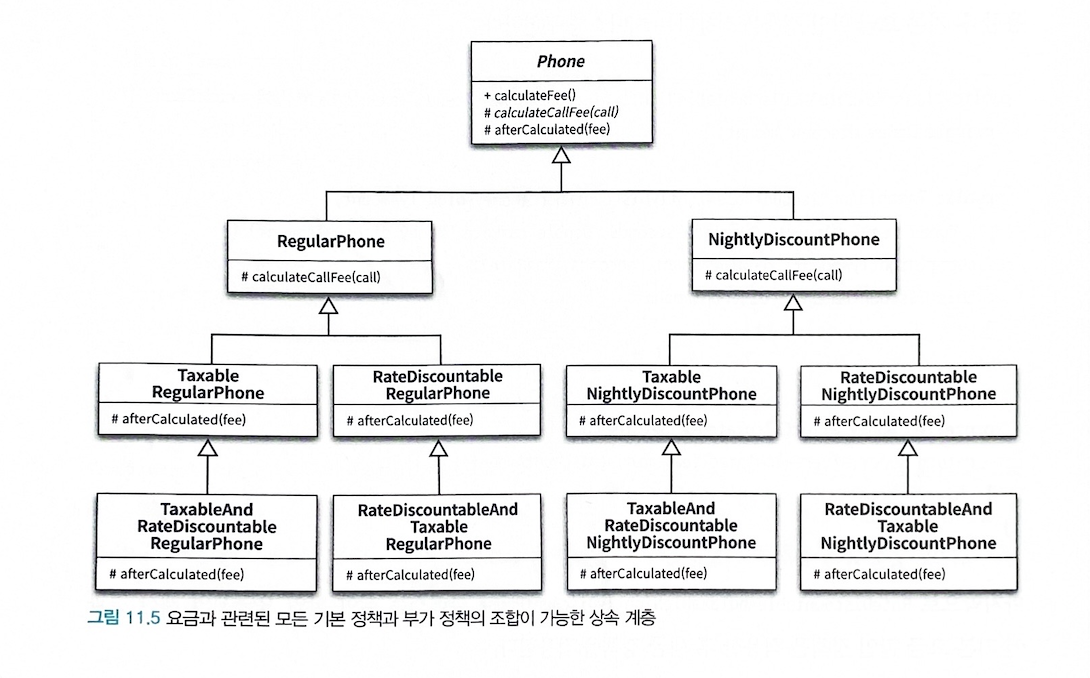 Phone
+ calculateFee()
# calculateCallFee(call)
# afterCalculated(fee)
RegularPhone
# calculateCallFee(call)
NightlyDiscountPhone
# calculateCallFee(call)
Taxable
RegularPhone
# afterCalculated(fee)
RateDiscountable
RegularPhone
# afterCalculated(fee)
Taxable
NightlyDiscountPhone
# afterCalculated(fee)
RateDiscountable
NightlyDiscountPhone
# afterCalculated(fee)
TaxableAnd
RateDiscountable
RegularPhone
# afterCalculated(fee)
RateDiscountableAnd
Taxable
RegularPhone
# afterCalculated(fee)
TaxableAnd
RateDiscountable
NightlyDiscountPhone
# afterCalculated(fee)
RateDiscountableAnd
Taxable
NightlyDiscountPhone
# afterCalculated(fee)
그림 11.5 요금과 관련된 모든 기본 정책과 부가 정책의 조합이 가능한 상속 계층